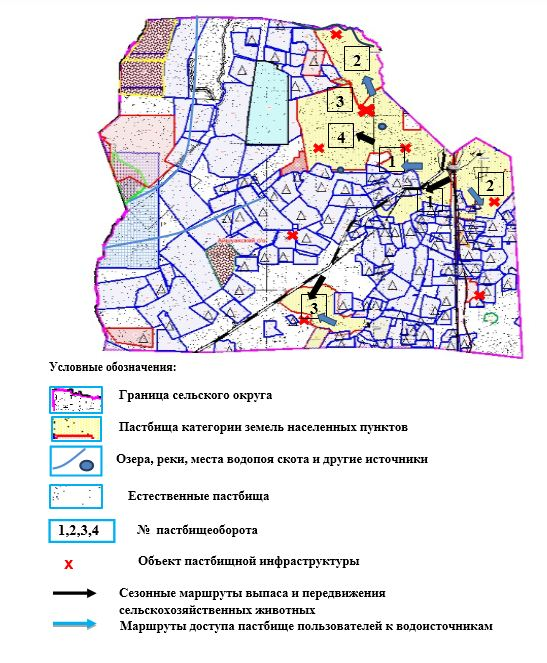 2
3
4
1
2
1
3
Условные обозначения:
Граница сельского округа
Пастбища категории земель населенных пунктов
Озера, реки, места водопоя скота и другие источники
Естественные пастбища
1,2,3,4 № пастбищеоборота
X Объект пастбищной инфраструктуры
Сезонные маршруты выпаса и передвижения
сельскохозяйственных животных
Маршруты доступа пастбище пользователей к водоисточникам